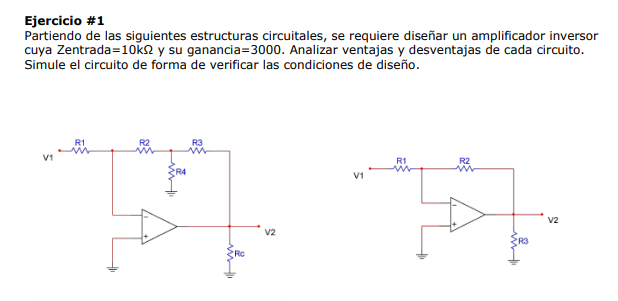 Ejercicio #1
Partiendo de las siguientes estructuras circuitales, se requiere diseñar un amplificador inversor
cuya Zentrada=10kΩ y su ganancia=3000. Analizar ventajas y desventajas de cada circuito.
Simule el circuito de forma de verificar las condiciones de diseño.
R1 R2 R3
V1
R4
V2
Rc
R1 R2
V1
V2
R3